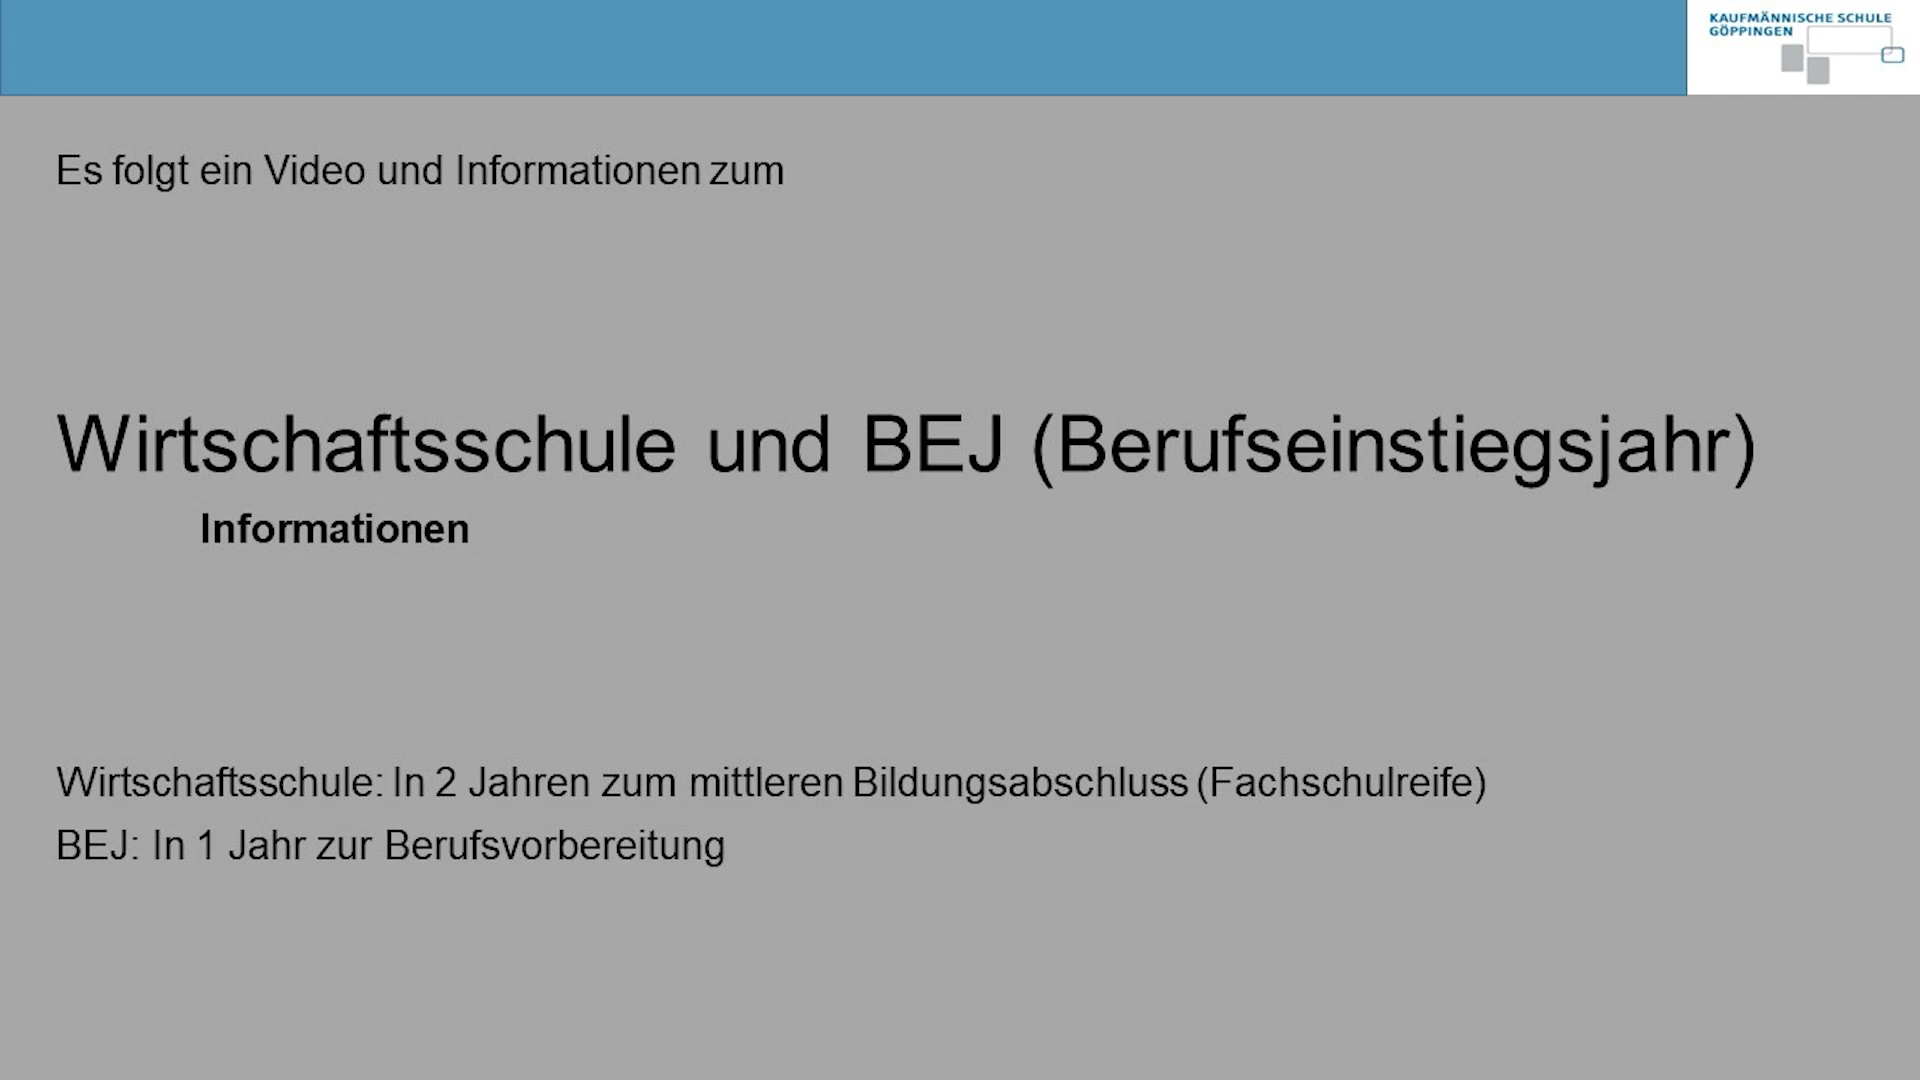 KAUFMÄNNISCHE SCHULE
GÖPPINGEN
Es folgt ein Video und Informationen zum
Wirtschaftsschule und BEJ (Berufseinstiegsjahr)
Informationen
Wirtschaftsschule: In 2 Jahren zum mittleren Bildungsabschluss (Fachschulreife)
BEJ: In 1 Jahr zur Berufsvorbereitung